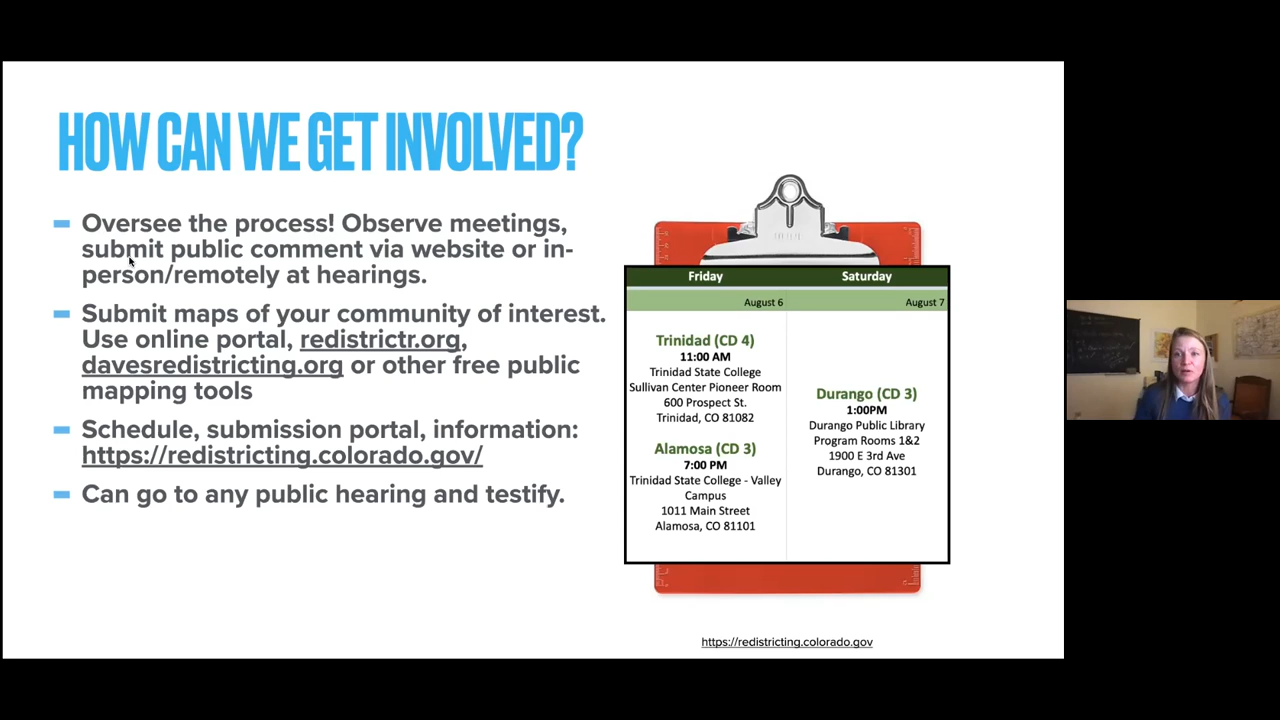 HOW CAN WE GET INVOLVED?
Oversee the process! Observe meetings,
submit public comment via website or in-
person/remotely at hearings.
Submit maps of your community of interest.
Use online portal, redistrictr.org,
davesredistricting.org or other free public
mapping tools
Schedule, submission portal, information:
https://redistricting.colorado.gov/
Can go to any public hearing and testify.
Friday
August 6
Trinidad (CD 4)
11:00 AM
Trinidad State College
Sullivan Center Pioneer Room
600 Prospect St.
Trinidad, CO 81082
Alamosa (CD 3)
7:00 PM
Trinidad State College - Valley
Campus
1011 Main Street
Alamosa, CO 81101
Saturday
August 7
Durango (CD 3)
1:00PM
Durango Public Library
Program Rooms 1&2
1900 E 3rd Ave
Durango, CO 81301
https://redistricting.colorado.gov